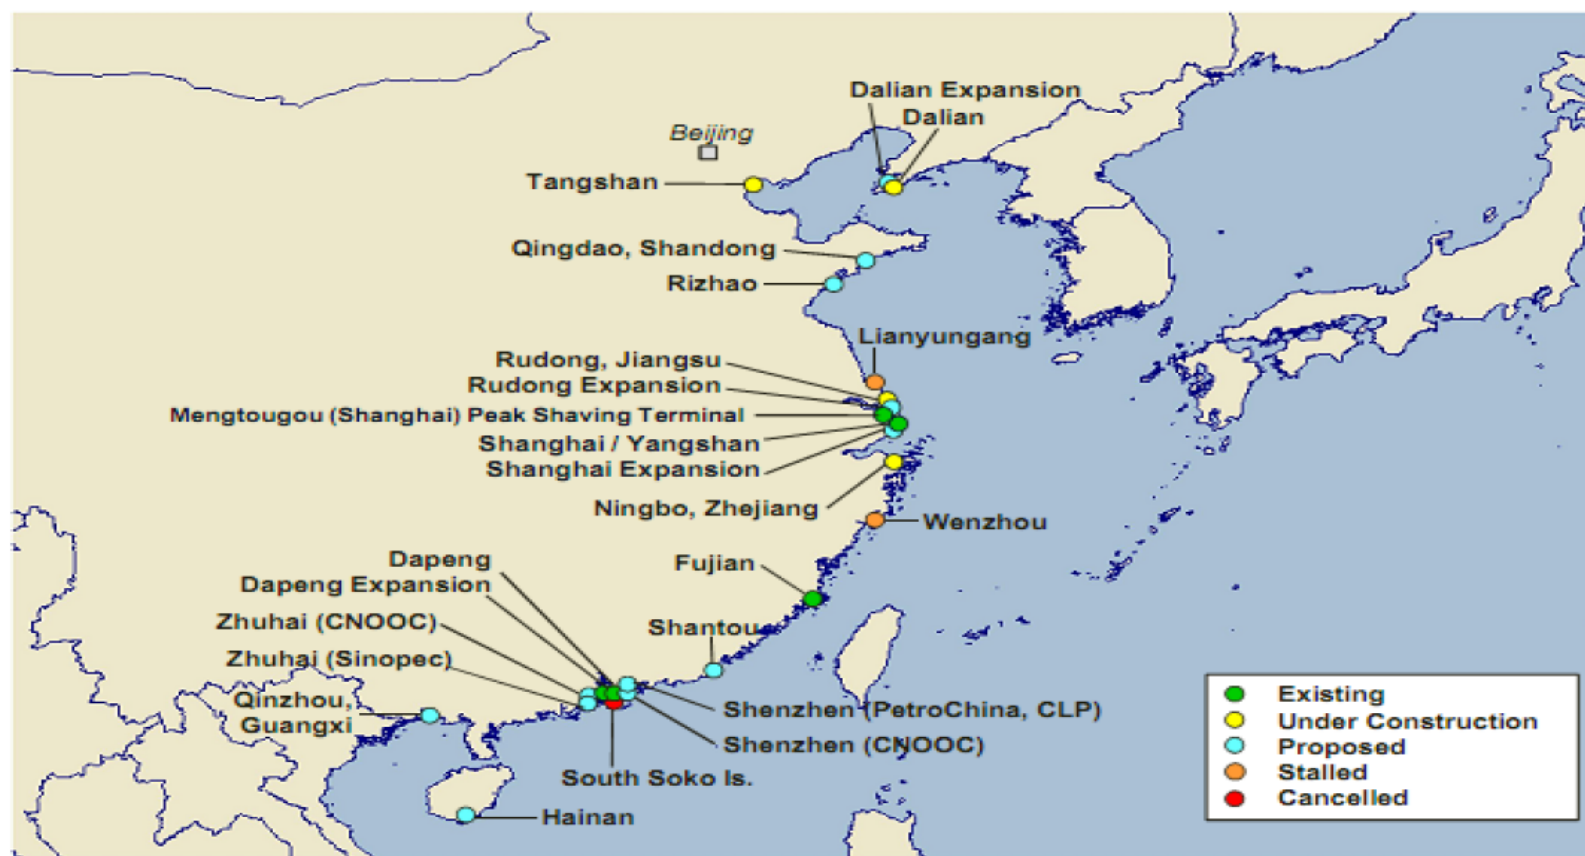 Dalian Expansion
Dalian
Beijing
Tangshan
Qingdao, Shandong
Rizhao
Lianyungang
Rudong, Jiangsu
Rudong Expansion
Mengtougou (Shanghai) Peak Shaving Terminal
Shanghai / Yangshan
Shanghai Expansion
Ningbo, Zhejiang
Wenzhou
Dapeng
Fujian
Dapeng Expansion
Zhuhai (CNOOC)
Shantou
Zhuhai (Sinopec)
Qinzhou,
Guangxi
Shenzhen (PetroChina, CLP)
Shenzhen (CNOOC)
South Soko Is.
Hainan
Existing
Under Construction
Proposed
Stalled
Cancelled